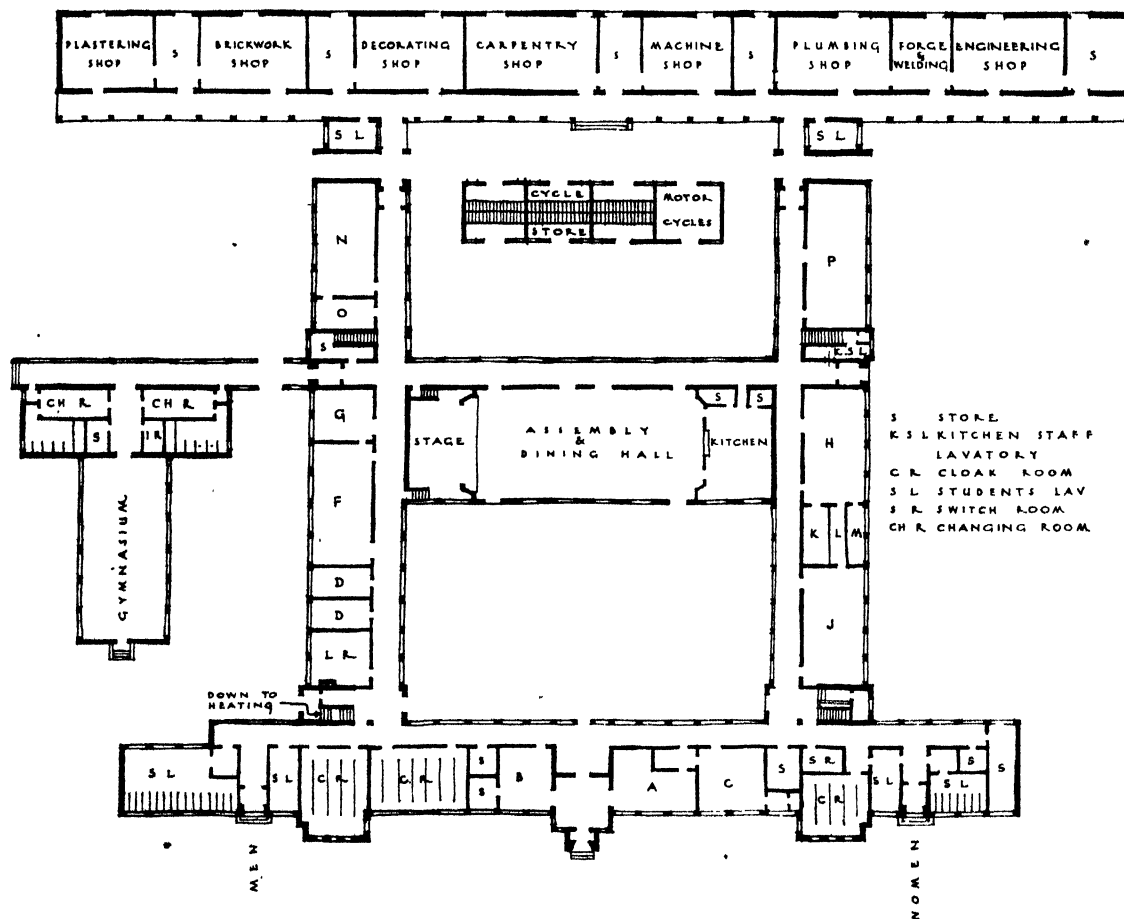 PLASTERING SHOP
S
BRICKWORK SHOP
S
DECORATING SHOP
CARPENTRY SHOP
S
MACHINE SHOP
S
PLUMBING SHOP
FORGE & WELDING
ENGINEERING SHOP
S
S L
S L
CYCLE STORE
MOTOR CYCLES
N
O
S
P
K.S.L
CH R
CH R
S
I R
GYMNASIUM
G
F
D
D
L R
STAGE
ASSEMBLY & DINING HALL
S
S
KITCHEN
H
K
L
M
J
S STORE
K S L KITCHEN STAFF
LAVATORY
C R CLOAK ROOM
S L STUDENTS LAV
S R SWITCH ROOM
CH R CHANGING ROOM
DOWN TO
HEATING
S L
S L
C R
C R
S
S
B
A
C
S
S R
C R
S L
S L
S
S
MEN
WOMEN